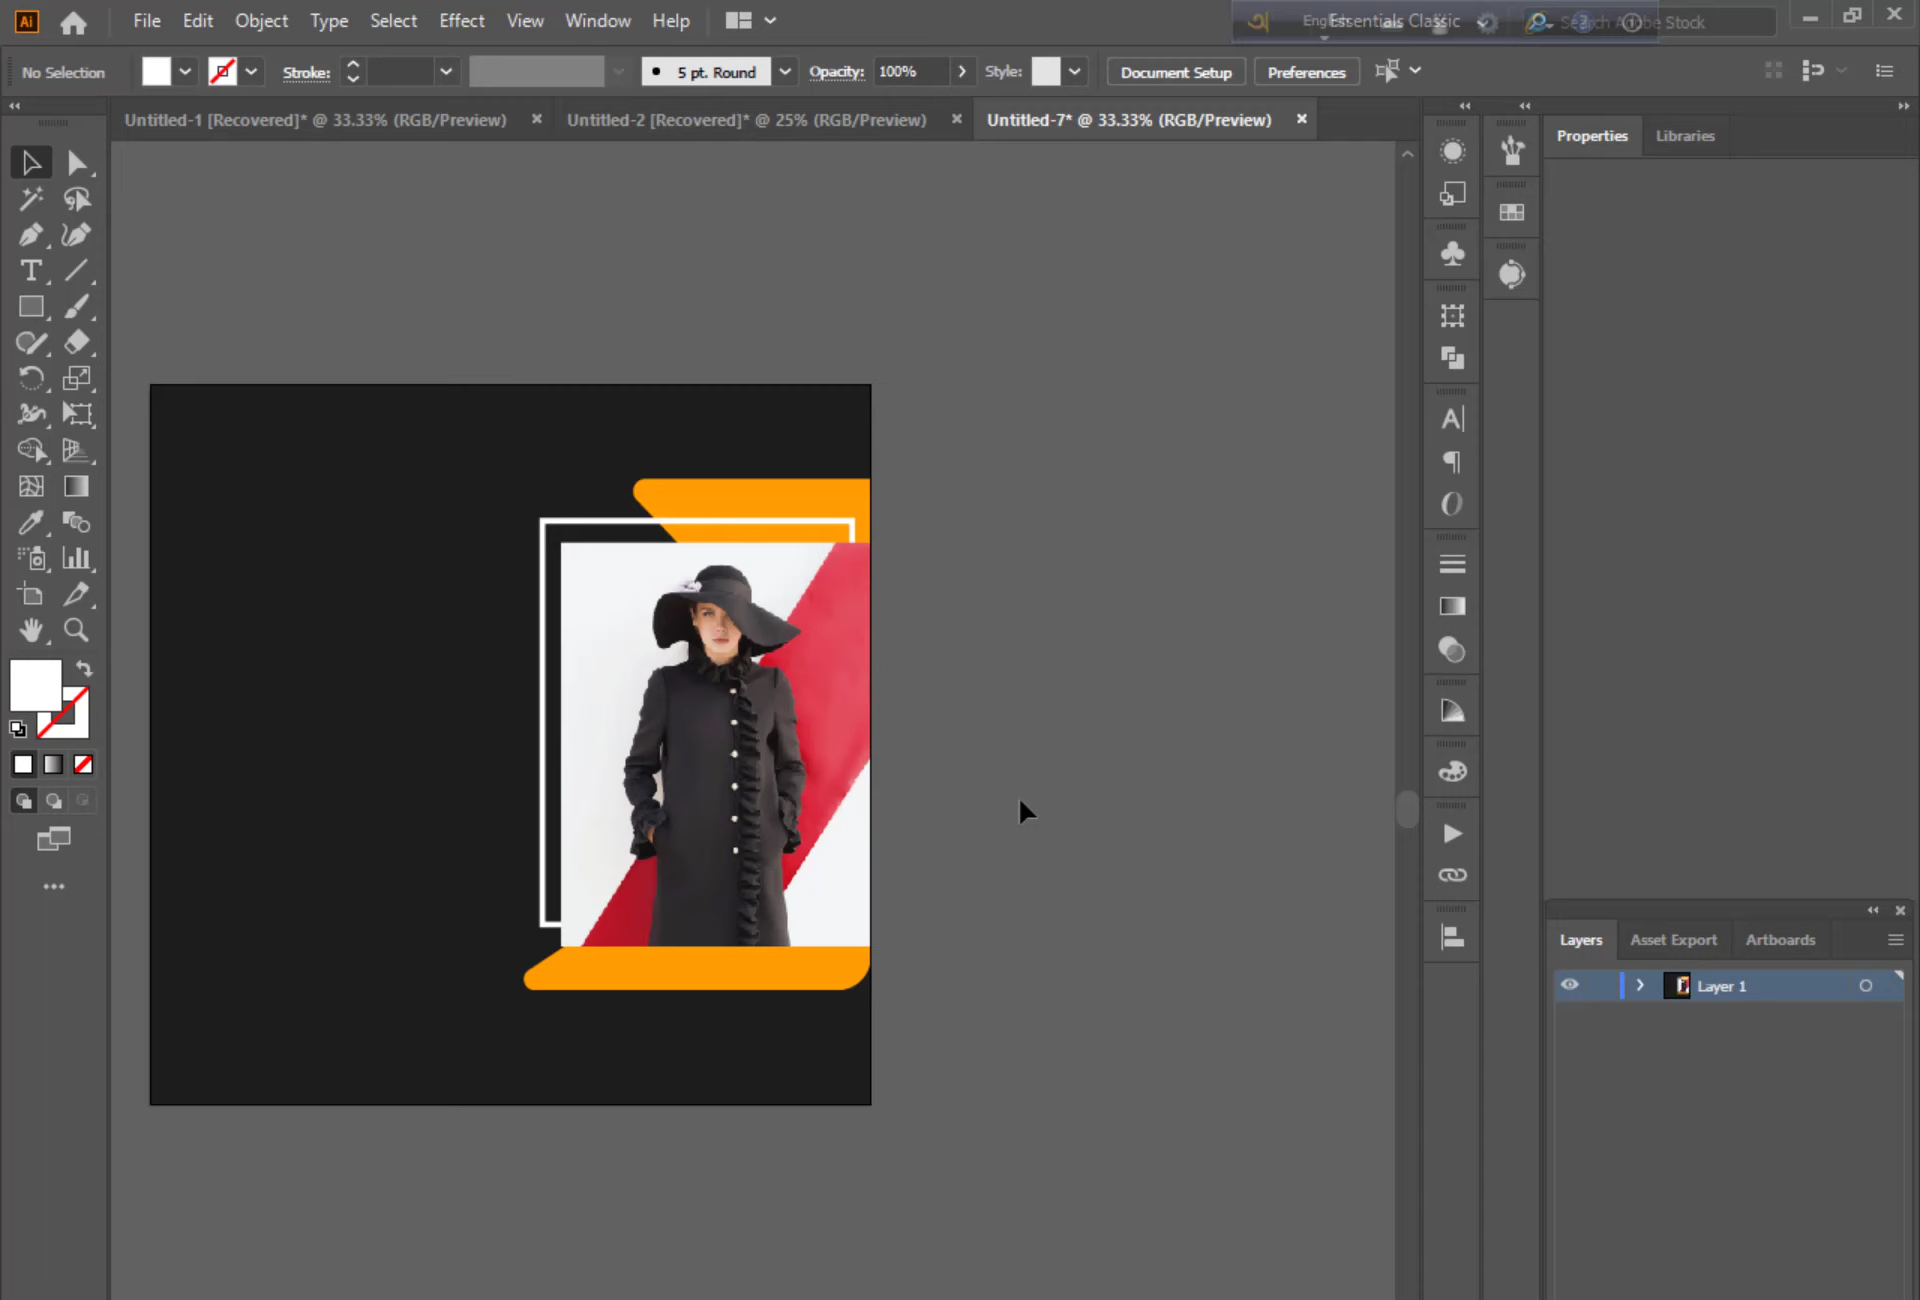 Ai File Edit Object Type Select Effect View Window Help Essentials Classic Search Adobe Stock
No Selection Stroke: 5 pt. Round Opacity: 100% Style: Document Setup Preferences
Untitled-1 [Recovered]* @ 33.33% (RGB/Preview) Untitled-2 [Recovered]* @ 25% (RGB/Preview) Untitled-7* @ 33.33% (RGB/Preview)
Properties Libraries
Layers Asset Export Artboards
Layer 1